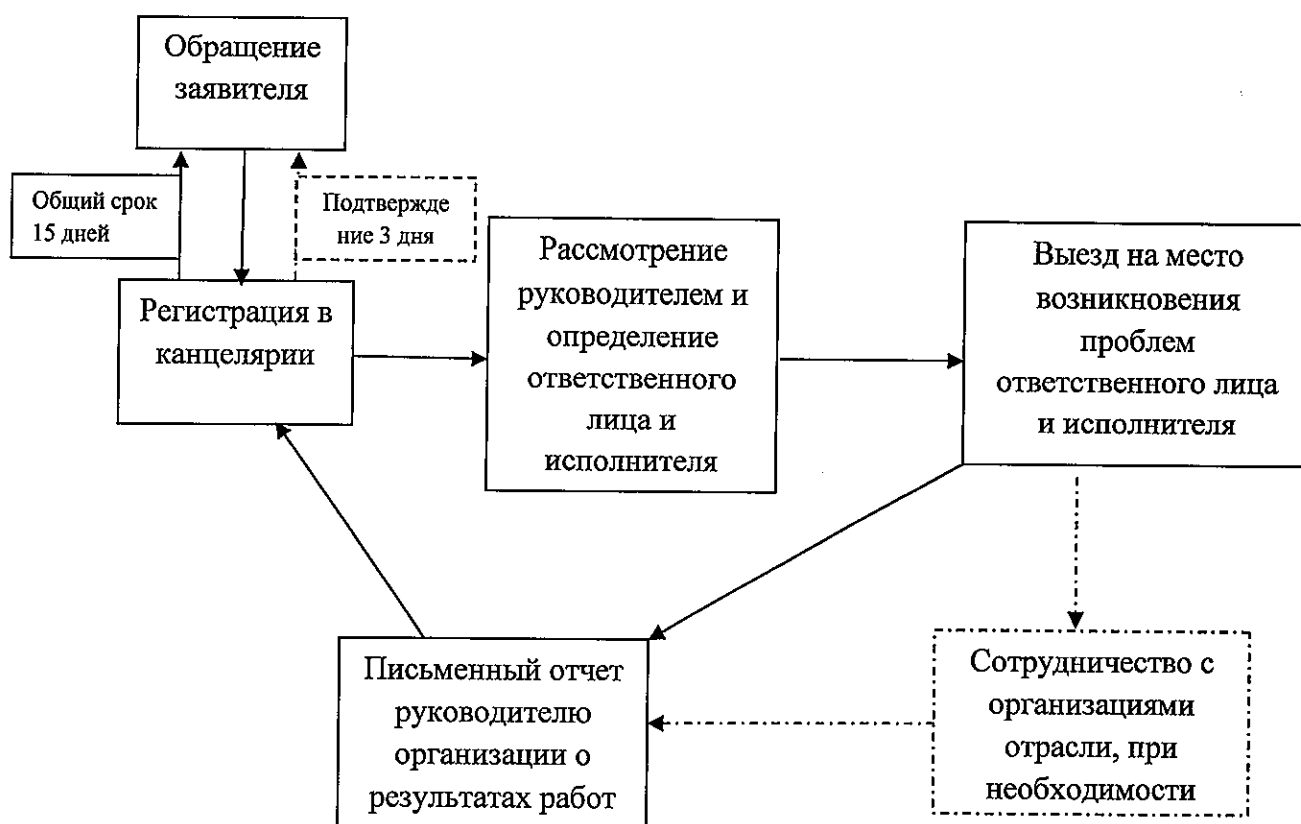 Обращение
заявителя
Общий срок
15 дней
Подтвержде
ние 3 дня
Регистрация в
канцелярии
Рассмотрение
руководителем и
определение
ответственного
лица и
исполнителя
Выезд на место
возникновения
проблем
ответственного лица
и исполнителя
Письменный отчет
руководителю
организации о
результатах работ
Сотрудничество с
организациями
отрасли, при
необходимости